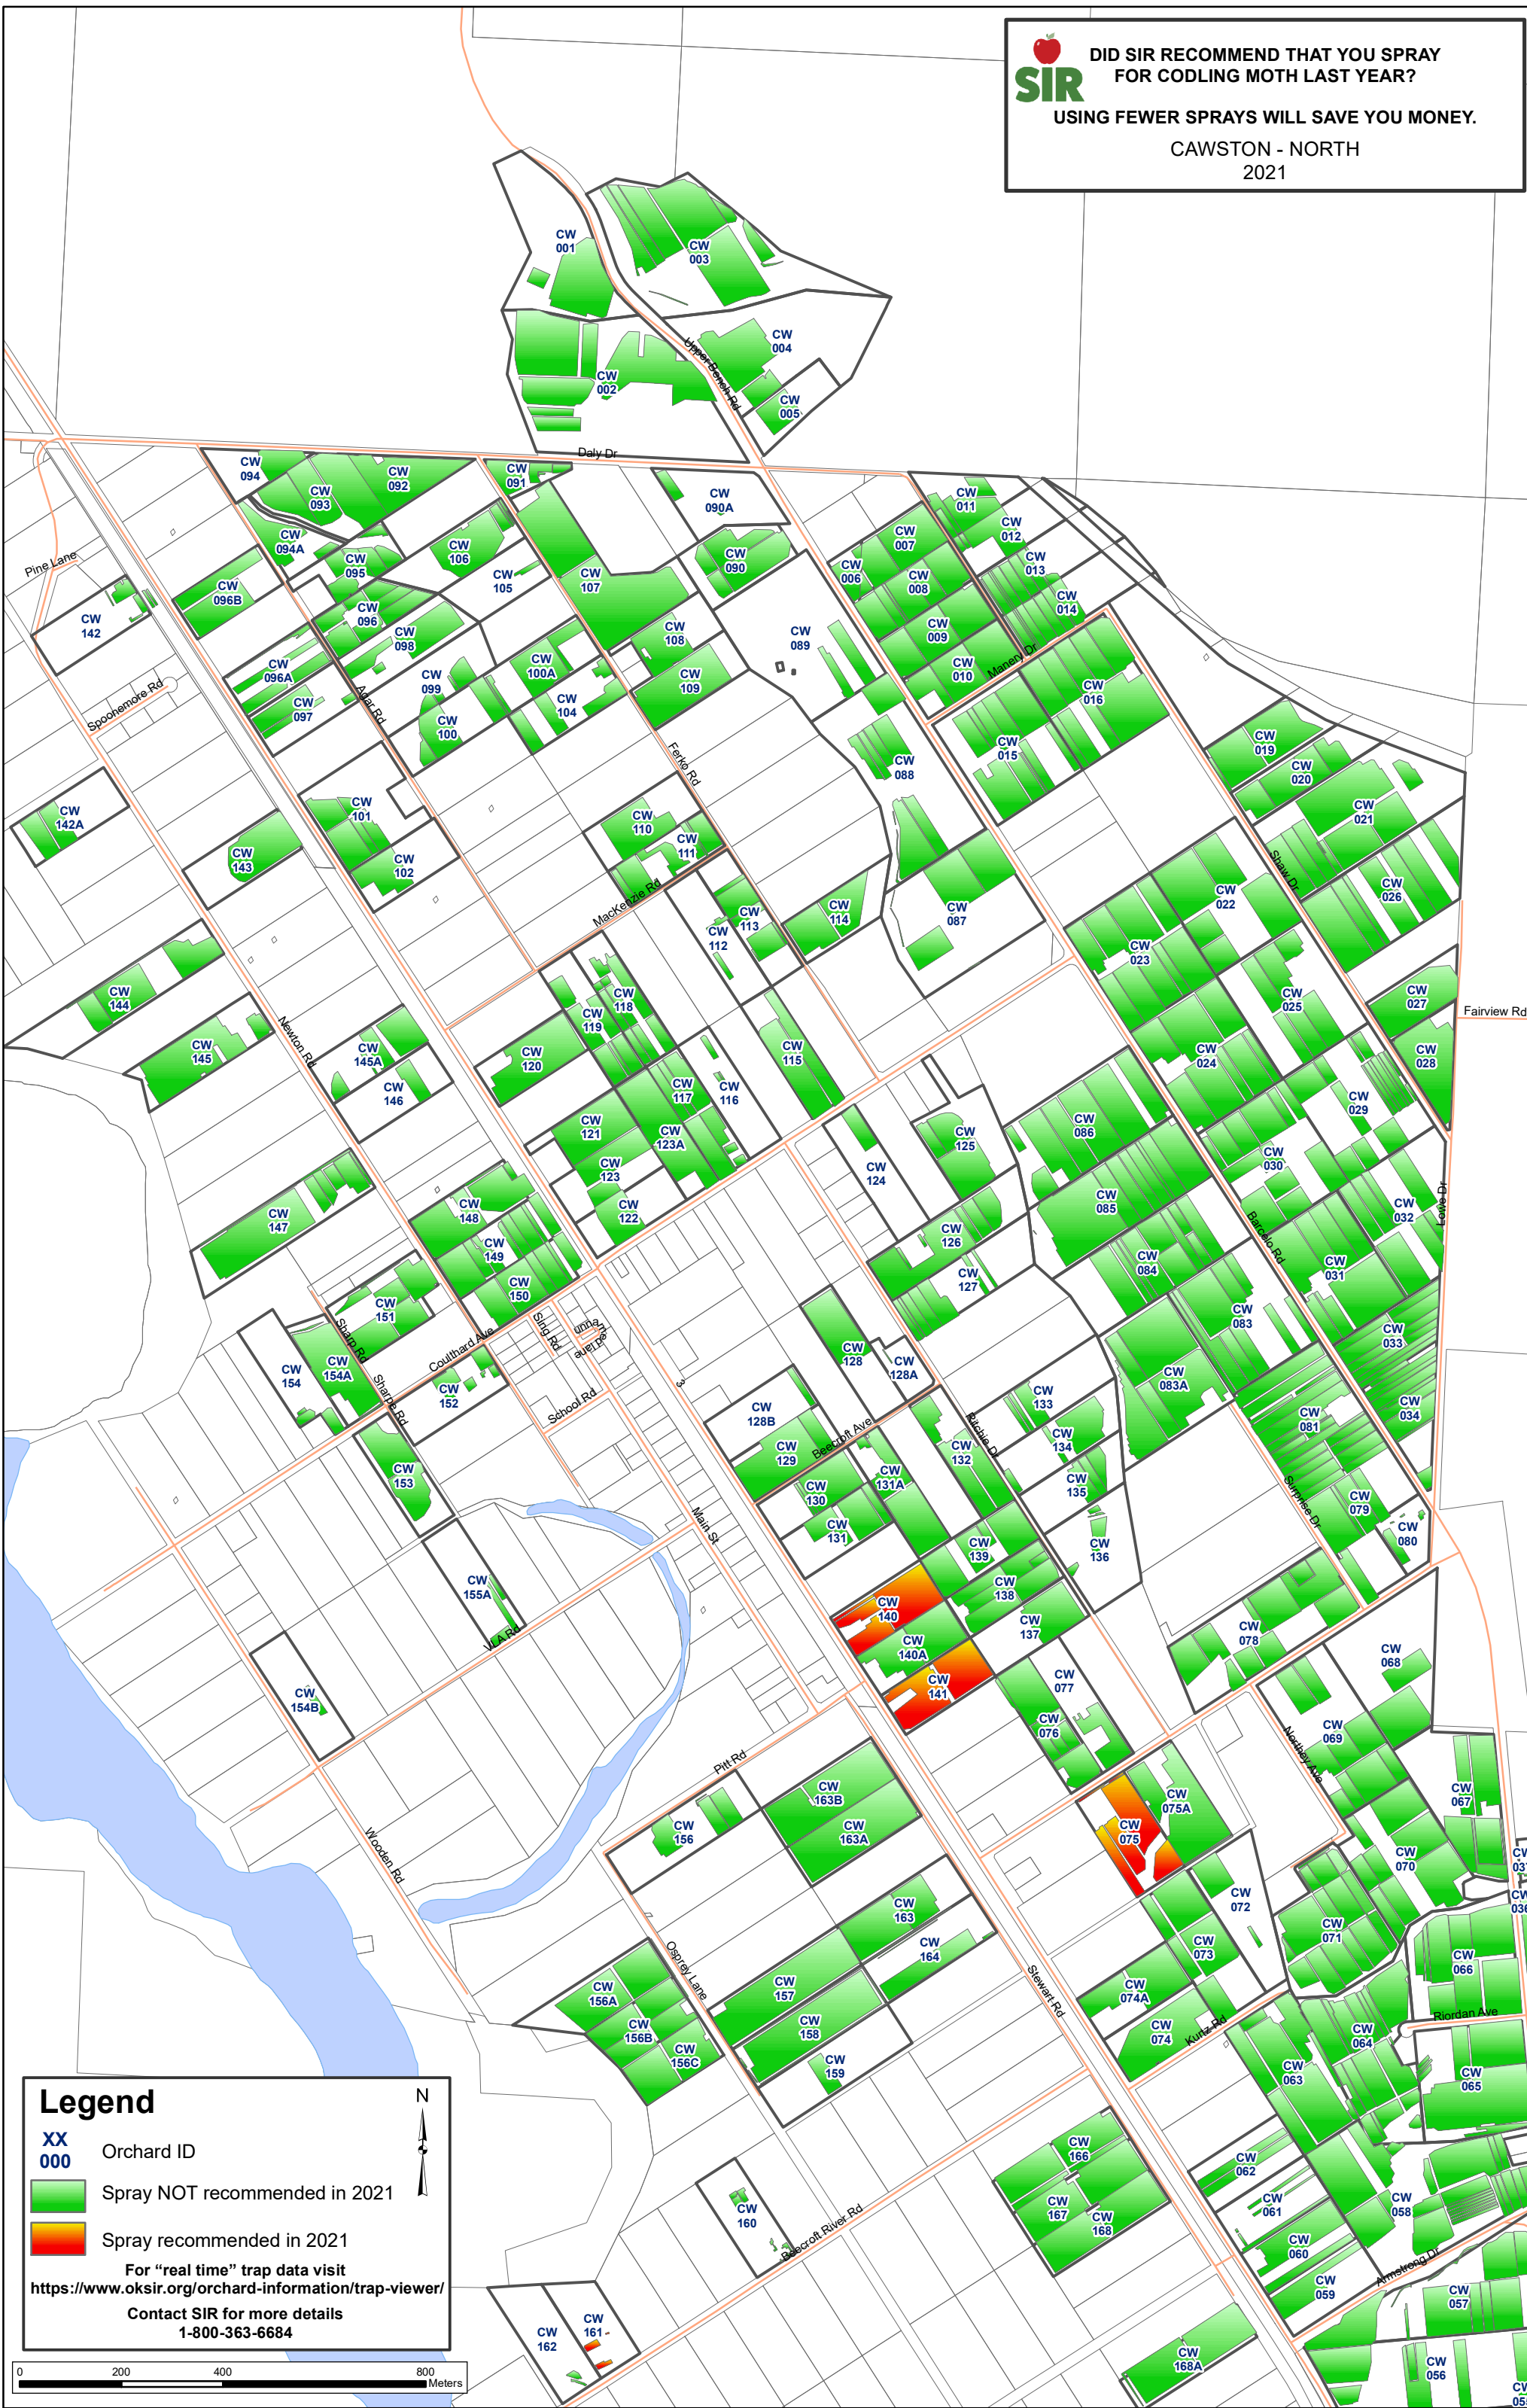 SIR
DID SIR RECOMMEND THAT YOU SPRAY
FOR CODLING MOTH LAST YEAR?
USING FEWER SPRAYS WILL SAVE YOU MONEY.
CAWSTON - NORTH
2021
CW
001
CW
003
CW
004
CW
002
CW
005
Upper Bench Rd
Daly Dr
CW
094
CW
093
CW
092
CW
091
CW
090A
CW
011
CW
012
CW
007
CW
094A
CW
095
CW
106
CW
105
CW
107
CW
090
CW
006
CW
008
CW
013
CW
014
Pine Lane
CW
096B
CW
142
CW
096
CW
098
CW
108
CW
089
CW
009
CW
010
Manery Dr
CW
096A
CW
097
CW
099
CW
100A
CW
109
CW
016
Spoonemore Rd
Agar Rd
CW
100
CW
104
CW
015
CW
019
CW
020
Ferko Rd
CW
088
CW
142A
CW
101
CW
110
CW
111
CW
021
CW
143
CW
102
Shaw Dr
CW
026
CW
022
MacKenzie Rd
CW
112
CW
113
CW
114
CW
087
CW
023
CW
144
CW
118
CW
119
CW
025
CW
027
Fairview Rd
Newton Rd
CW
145
CW
145A
CW
146
CW
120
CW
115
CW
024
CW
028
CW
117
CW
116
CW
029
CW
121
CW
123A
CW
125
CW
086
CW
030
CW
123
CW
124
CW
122
CW
147
CW
148
CW
149
CW
150
CW
126
CW
127
CW
085
CW
084
Barcelo Rd
CW
032
Lowe Dr
CW
031
CW
151
Sharp Rd
Coulthard Ave
Sing Rd
CW
083
CW
033
CW
154
CW
154A
CW
152
Sharpe Rd
School Rd
3
CW
128
CW
128A
CW
083A
CW
034
CW
081
CW
128B
CW
129
Beecroft Ave
CW
133
CW
134
CW
132
Ritchie Dr
CW
153
CW
130
CW
131A
CW
131
CW
135
CW
136
Surprise Dr
CW
079
CW
080
Main St
CW
139
CW
138
CW
137
CW
155A
VLA Rd
CW
140
CW
140A
CW
141
CW
078
CW
068
CW
154B
CW
077
CW
076
CW
069
Northey Ave
Pitt Rd
CW
163B
CW
163A
CW
156
CW
075
CW
075A
CW
067
Wooden Rd
CW
070
CW
072
CW
163
CW
164
CW
073
CW
071
CW
066
Osprey Lane
CW
156A
CW
157
CW
156B
CW
158
CW
156C
CW
159
Stewart Rd
CW
074A
CW
074
Kurtz Rd
CW
064
Riordan Ave
CW
063
CW
065
CW
166
CW
167
CW
168
CW
062
CW
061
CW
058
CW
060
CW
059
Armstrong Dr
CW
057
CW
160
Beecroft River Rd
CW
162
CW
161
CW
168A
CW
056
Legend
N
XX
000
Orchard ID
Spray NOT recommended in 2021
Spray recommended in 2021
For “real time” trap data visit
https://www.oksir.org/orchard-information/trap-viewer/
Contact SIR for more details
1-800-363-6684
0 200 400 800
Meters